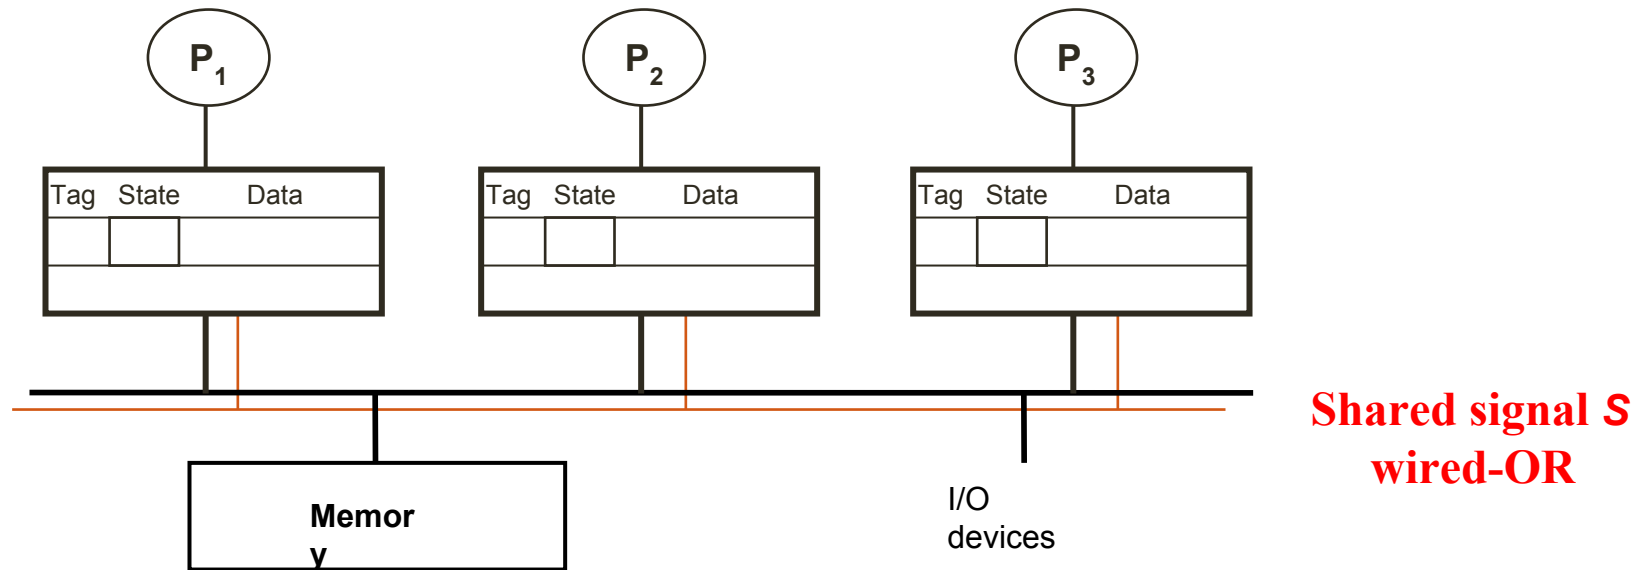 P1
P2
P3
Tag State Data
Tag State Data
Tag State Data
Shared signal S
wired-OR
Memor
y
I/O
devices